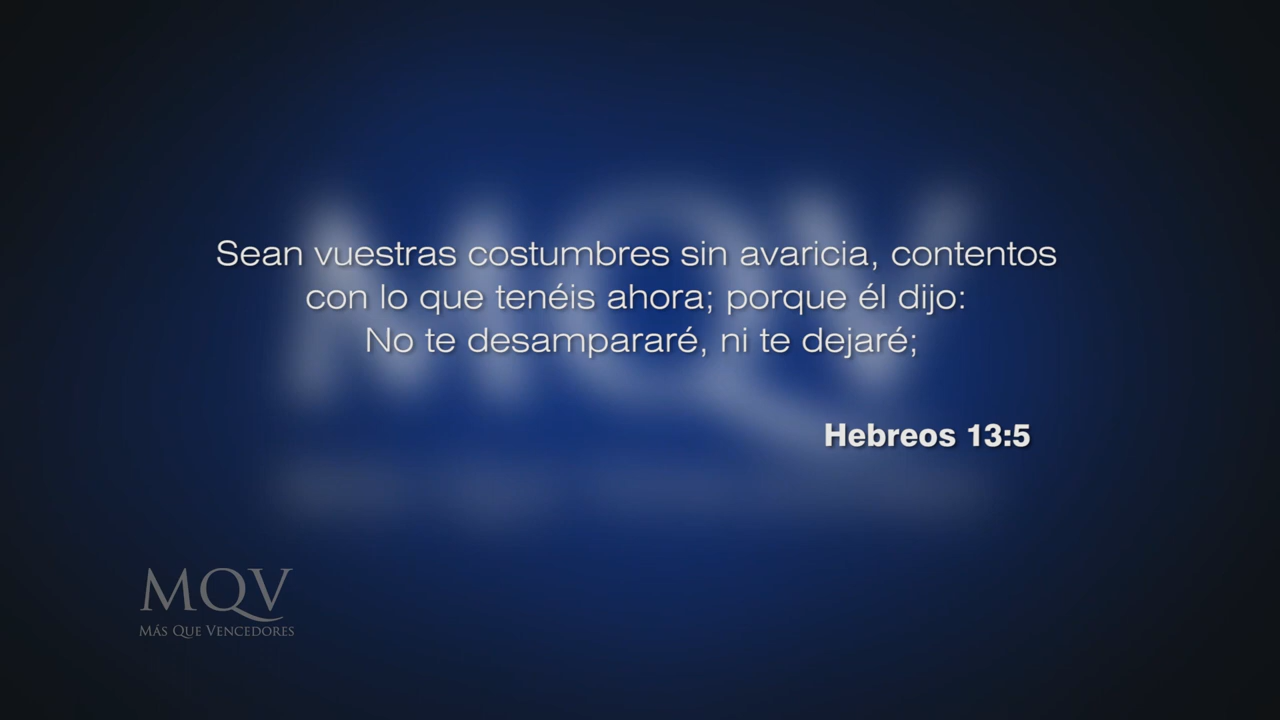 Sean vuestras costumbres sin avaricia, contentos
con lo que tenéis ahora; porque él dijo:
No te desampararé, ni te dejaré;
Hebreos 13:5
MQV
MÁS QUE VENCEDORES